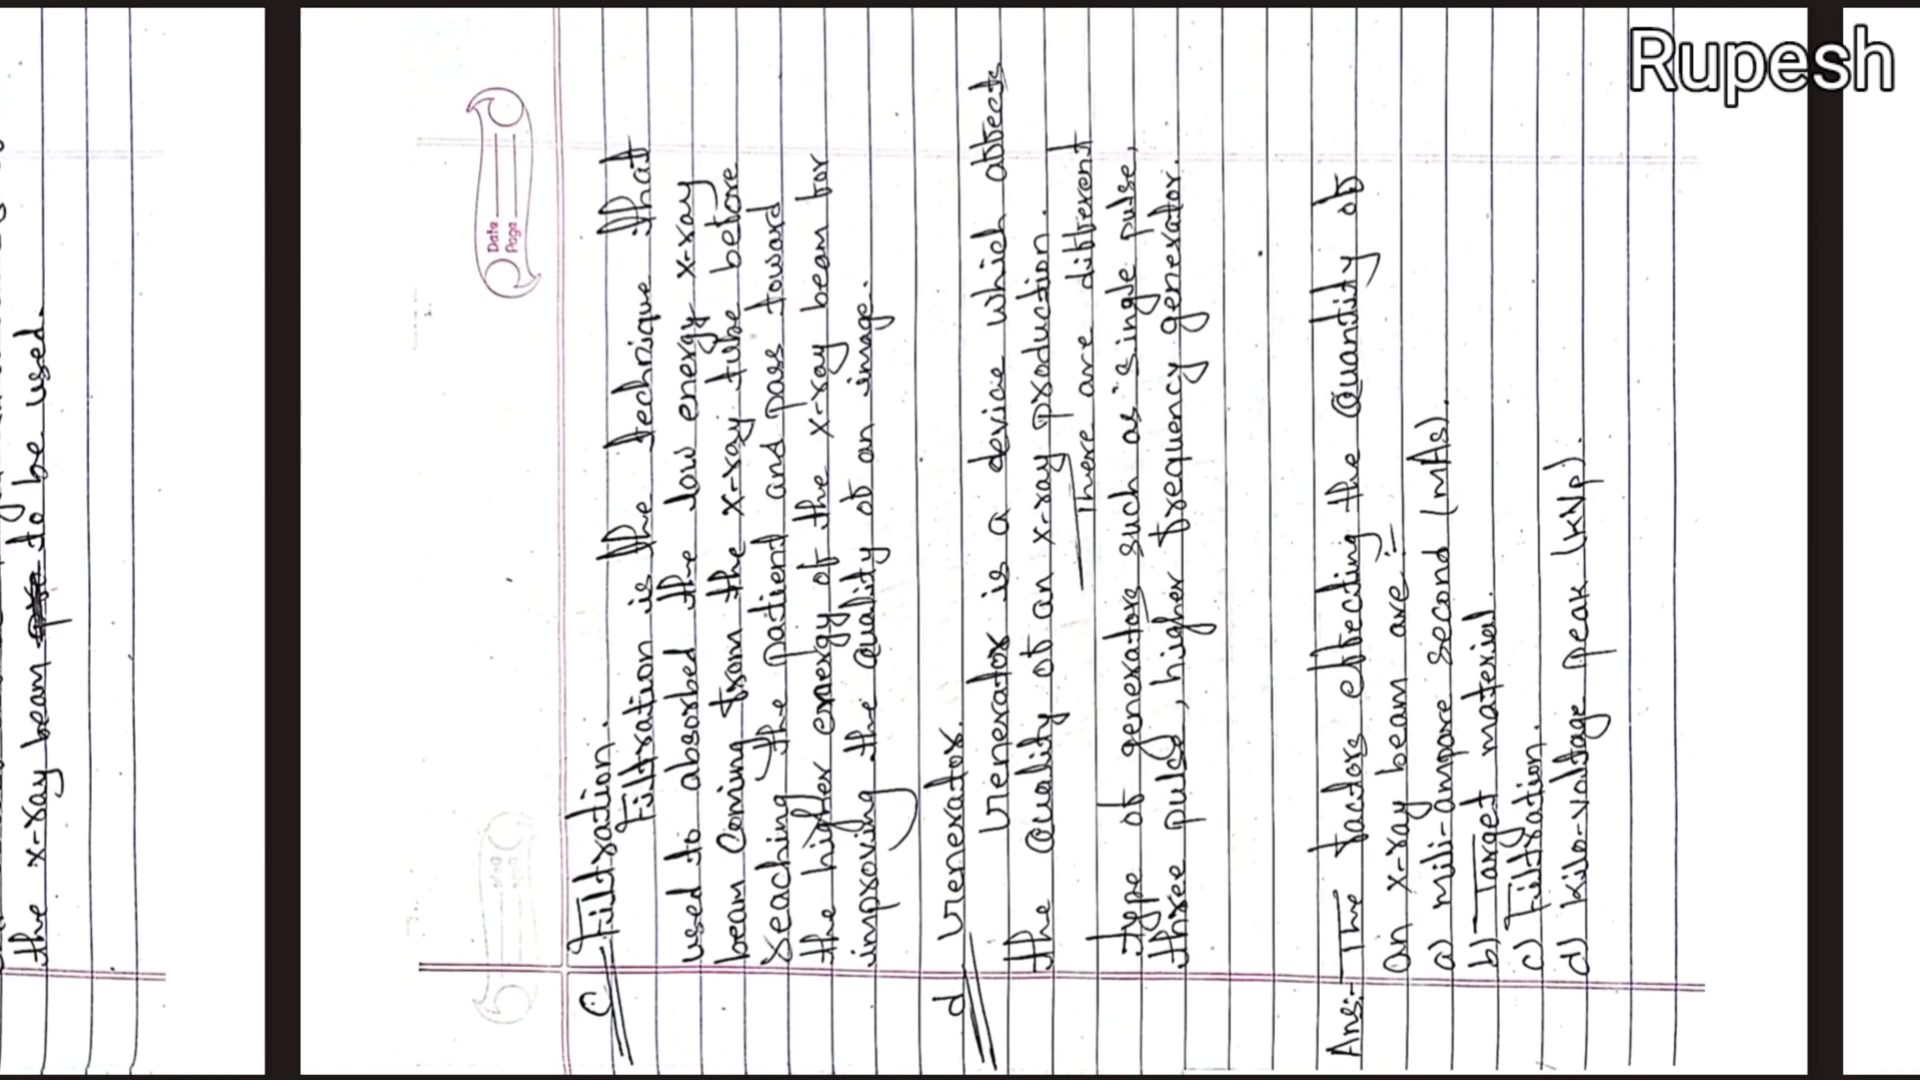 the x-ray beam to be used.
Rupesh
Date
Page
c) Filtration.
Filtration is the technique that
used to absorbed the low energy x-ray
beam coming from the x-ray tube before
reaching the patient and pass toward
the higher energy of the x-ray beam for
improving the Quality of an image.
d) Generator.
Generator is a device which affects
the Quality of an x-ray production.
There are different
type of generators such as single pulse,
three pulse, higher frequency generator.
Ans:- The factors effecting the Quantity of
an x-ray beam are:-
a) mili-ampore second (mAs).
b) Target material.
c) Filtration.
d) kilo-voltage peak (kVp).